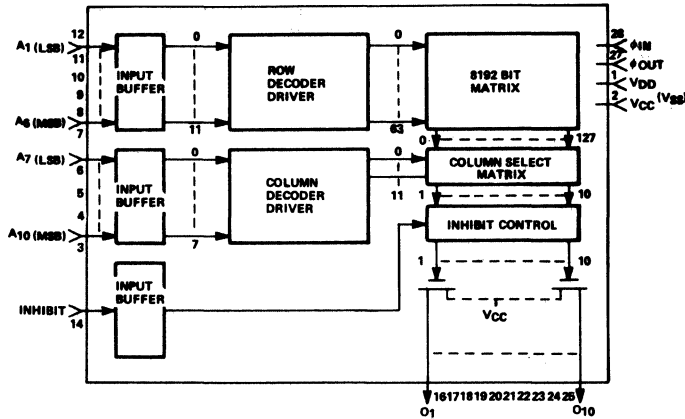 12
A1 (LSB)
11
10
9
8
A6 (MSB)
7
INPUT
BUFFER
0
11
ROW
DECODER
DRIVER
0
63
8192 BIT
MATRIX
28
ΦIN
27
ΦOUT
1
VDD
2
VCC (VSS)
0
127
A7 (LSB)
6
5
4
A10 (MSB)
3
INPUT
BUFFER
0
7
COLUMN
DECODER
DRIVER
0
11
COLUMN SELECT
MATRIX
1
10
INHIBIT CONTROL
1
10
INHIBIT
14
INPUT
BUFFER
VCC
16 17 18 19 20 21 22 23 24 25
O1
O10